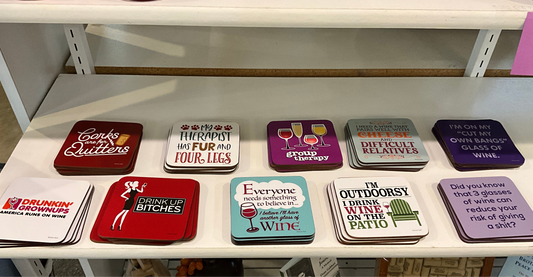 Corks are for
Quitters
MY
THERAPIST
HAS FUR AND
FOUR LEGS
group
therapy
CHEESE
AND
DIFFICULT
RELATIVES
I'M ON MY
"CUT MY
OWN BANGS"
GLASS OF
WINE.
DRUNKIN'
GROWNUPS
AMERICA RUNS ON WINE
DRINK UP
BITCHES
Everyone
needs something
to believe in...
I believe I'll have
another glass of
WINE.
I'M
OUTDOORSY
I DRINK
WINE
ON THE
PATIO
Did you know
that 3 glasses
of wine can
reduce your
risk of giving
a shit?